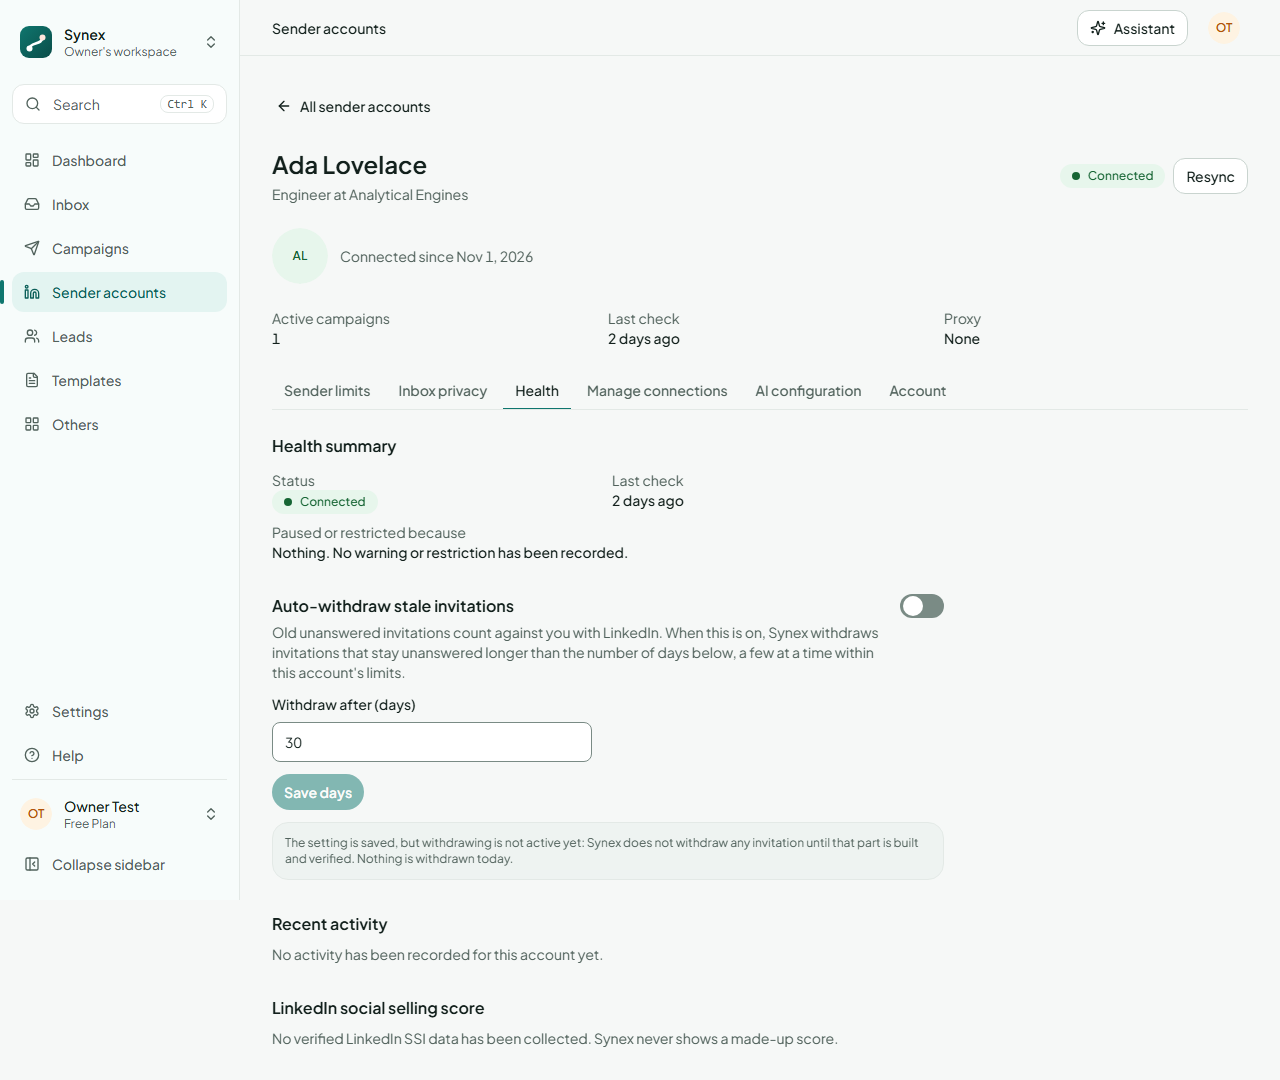 Synex
Owner's workspace
Search
Ctrl K
Dashboard
Inbox
Campaigns
Sender accounts
Leads
Templates
Others
Settings
Help
OT
Owner Test
Free Plan
Collapse sidebar
Sender accounts
Assistant
OT
All sender accounts
Ada Lovelace
Engineer at Analytical Engines
Connected
Resync
AL
Connected since Nov 1, 2026
Active campaigns
1
Last check
2 days ago
Proxy
None
Sender limits
Inbox privacy
Health
Manage connections
AI configuration
Account
Health summary
Status
Connected
Last check
2 days ago
Paused or restricted because
Nothing. No warning or restriction has been recorded.
Auto-withdraw stale invitations
Old unanswered invitations count against you with LinkedIn. When this is on, Synex withdraws
invitations that stay unanswered longer than the number of days below, a few at a time within
this account's limits.
Withdraw after (days)
30
Save days
The setting is saved, but withdrawing is not active yet: Synex does not withdraw any invitation until that part is built
and verified. Nothing is withdrawn today.
Recent activity
No activity has been recorded for this account yet.
LinkedIn social selling score
No verified LinkedIn SSI data has been collected. Synex never shows a made-up score.